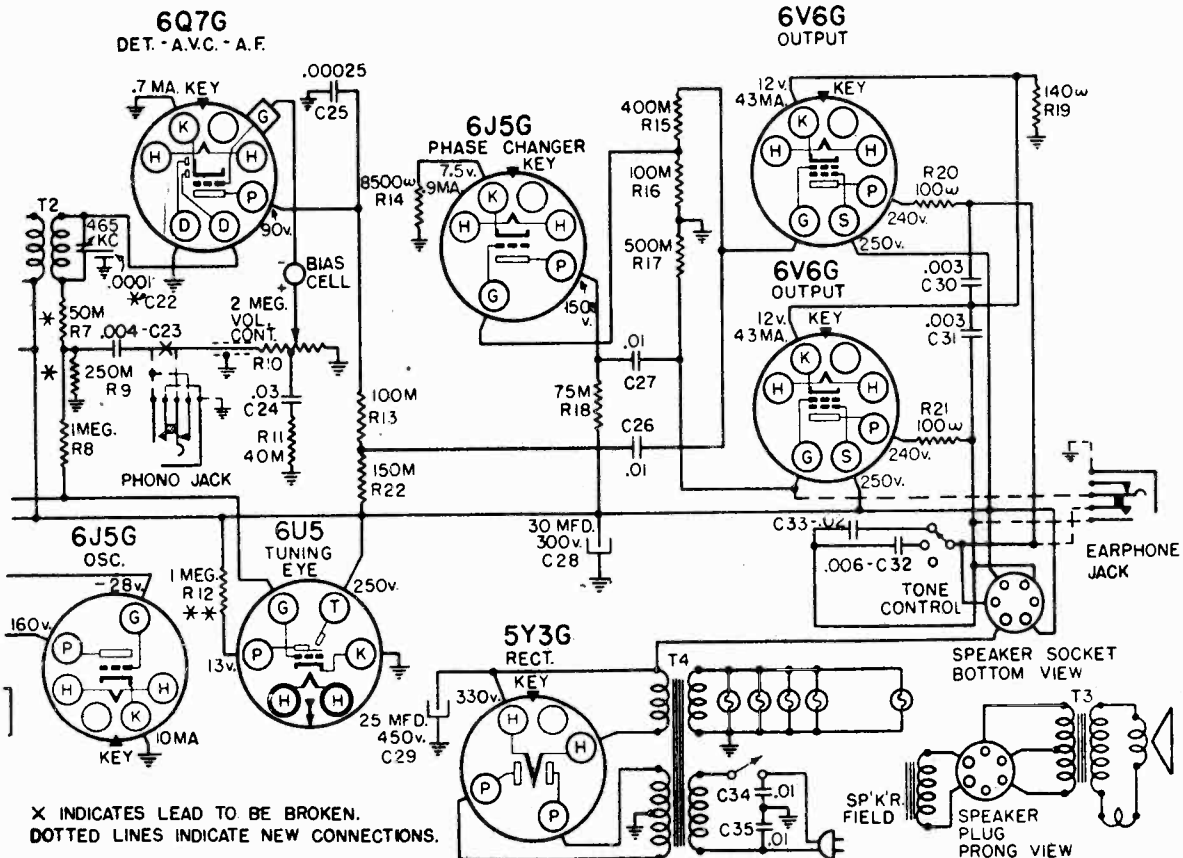 6Q7G
DET. - A.V.C. - A.F.
.7 MA. KEY
K
G
H
H
P
D
D
90v.
.00025
C25
T2
465
KC
.0001
* C22
BIAS
CELL
-
+
*
50M
R7
.004-C23
2 MEG.
VOL.
CONT.
R10
*
250M
R9
.03
C24
R11
40M
1MEG.
R8
PHONO JACK
100M
R13
150M
R22
6J5G
PHASE CHANGER
KEY
7.5v.
.9MA.
8500ω
R14
K
H
H
P
G
150
v.
400M
R15
100M
R16
500M
R17
.01
C27
75M
R18
C26
.01
30 MFD.
300v.
C28
6V6G
OUTPUT
12v.
43MA.
KEY
K
H
H
P
G
S
240v.
250v.
140ω
R19
R20
100ω
.003
C30
6V6G
OUTPUT
12v.
43MA.
KEY
K
H
H
P
G
S
240v.
250v.
.003
C31
R21
100ω
C33-.02
.006-C32
TONE
CONTROL
EARPHONE
JACK
SPEAKER SOCKET
BOTTOM VIEW
6J5G
OSC.
-28v.
160v.
G
P
H
H
K
KEY
10MA
1 MEG.
R12
**
6U5
TUNING
EYE
250v.
G
T
P
K
H
H
13v.
5Y3G
RECT.
KEY
330v.
H
H
P
P
25 MFD.
450v.
C29
T4
C34
.01
C35
.01
T3
SP'K'R.
FIELD
SPEAKER
PLUG
PRONG VIEW
X INDICATES LEAD TO BE BROKEN.
DOTTED LINES INDICATE NEW CONNECTIONS.